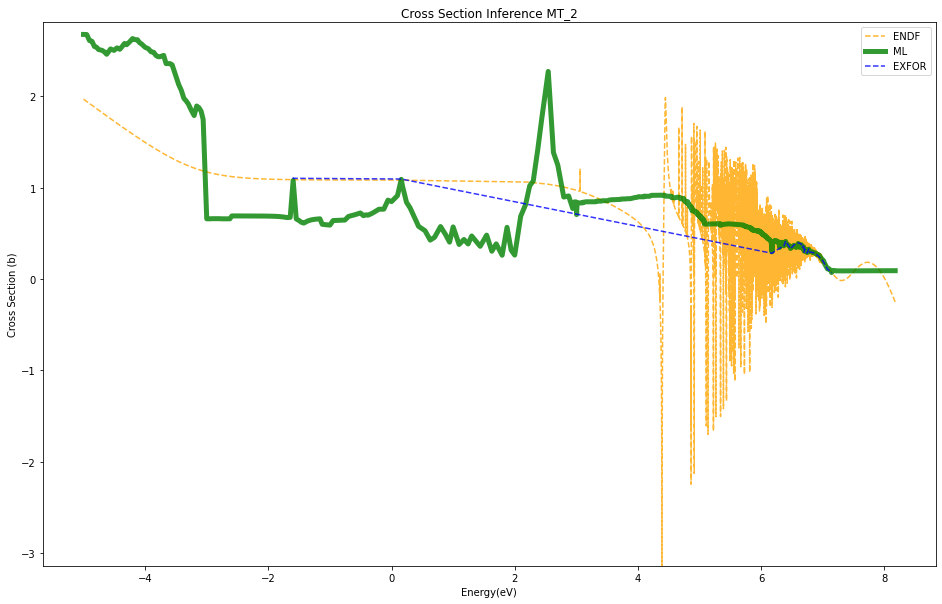 Cross Section Inference MT_2
ENDF
ML
EXFOR
Cross Section (b)
2
1
0
−1
−2
−3
−4
−2
0
2
4
6
8
Energy(eV)